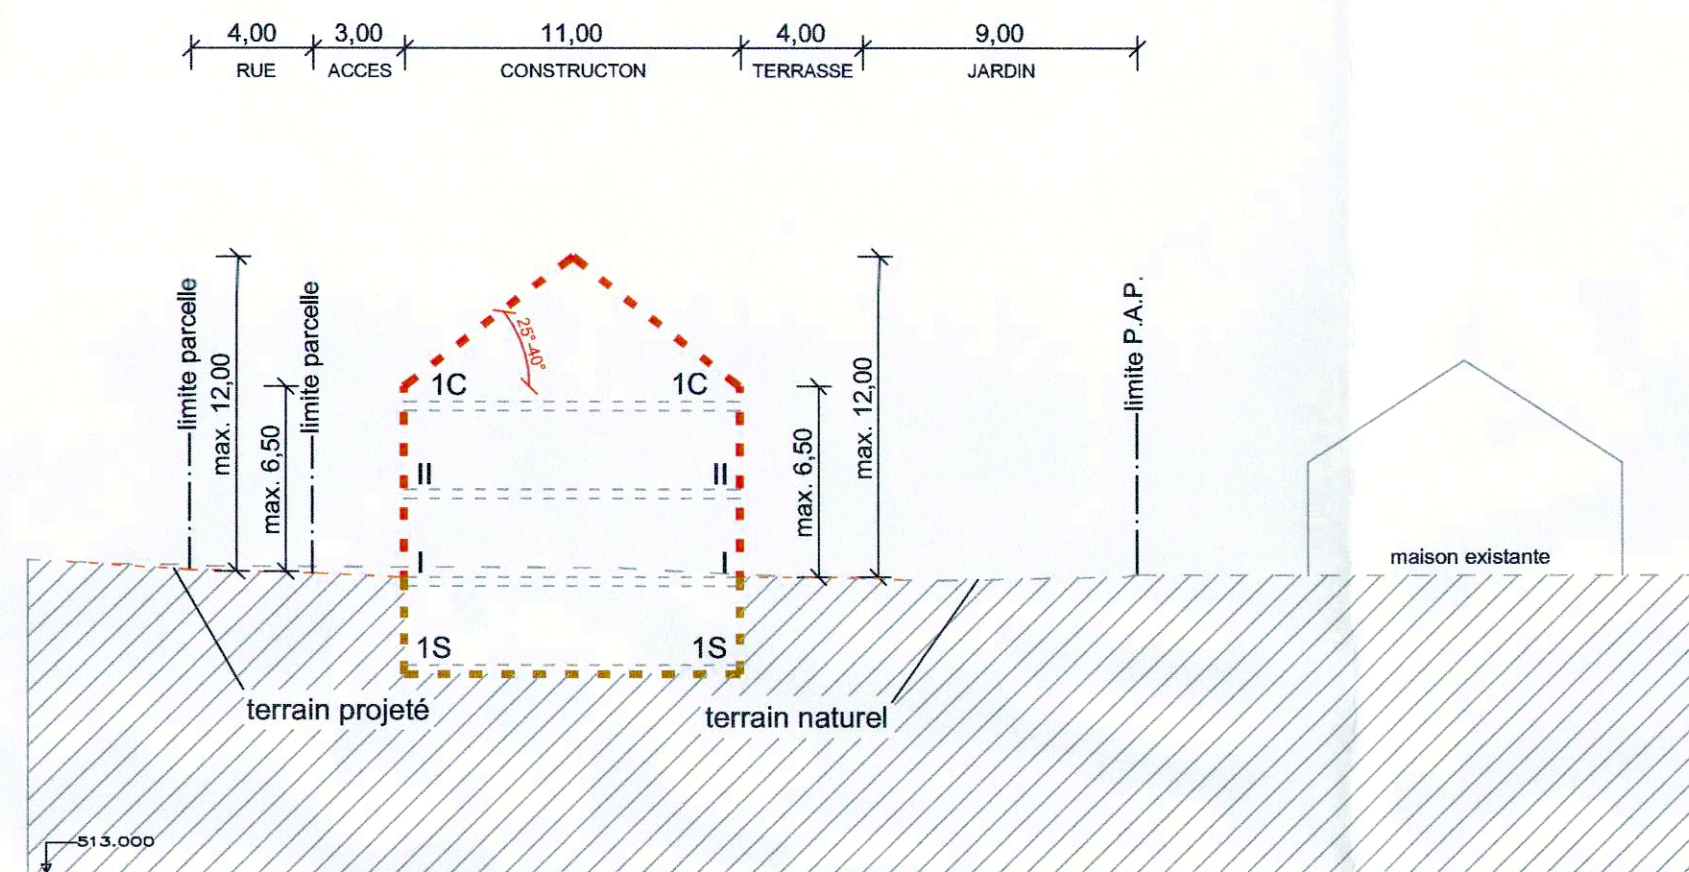 4,00 3,00 11,00 4,00 9,00
RUE ACCES CONSTRUCTON TERRASSE JARDIN
limite parcelle
max. 12,00
max. 6,50
limite parcelle
25°-40°
1C 1C
II II
I I
1S 1S
max. 6,50
max. 12,00
limite P.A.P.
maison existante
terrain projeté
terrain naturel
513.000